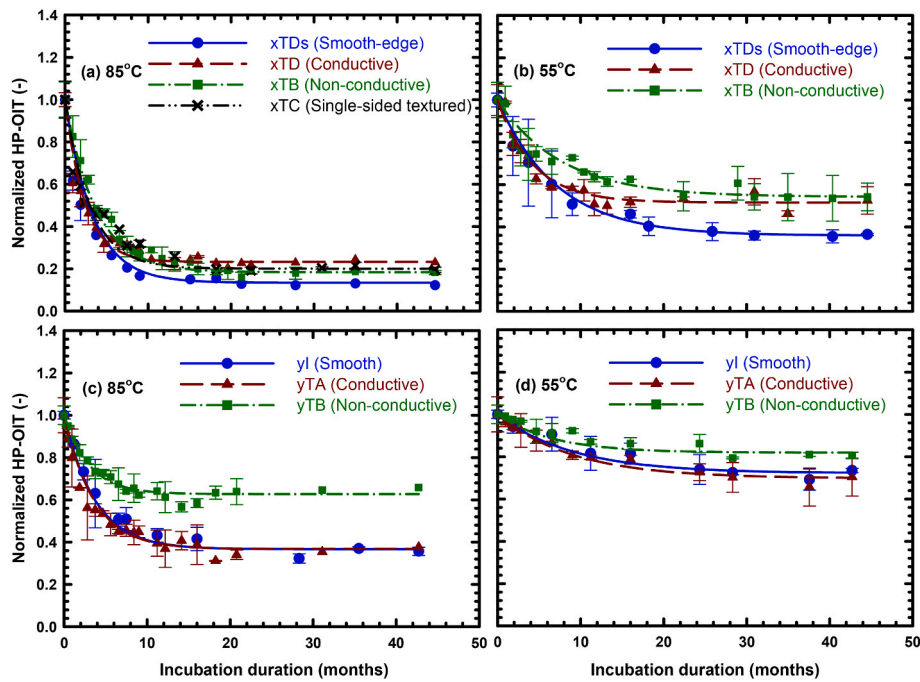 1.4
1.2
1.0
0.8
0.6
0.4
0.2
0.0
Normalized HP-OIT (-)
(a) 85°C
xTDs (Smooth-edge)
xTD (Conductive)
xTB (Non-conductive)
xTC (Single-sided textured)
(b) 55°C
xTDs (Smooth-edge)
xTD (Conductive)
xTB (Non-conductive)
1.4
1.2
1.0
0.8
0.6
0.4
0.2
0.0
Normalized HP-OIT (-)
(c) 85°C
yI (Smooth)
yTA (Conductive)
yTB (Non-conductive)
(d) 55°C
yI (Smooth)
yTA (Conductive)
yTB (Non-conductive)
0 10 20 30 40 50
0 10 20 30 40 50
Incubation duration (months)
Incubation duration (months)